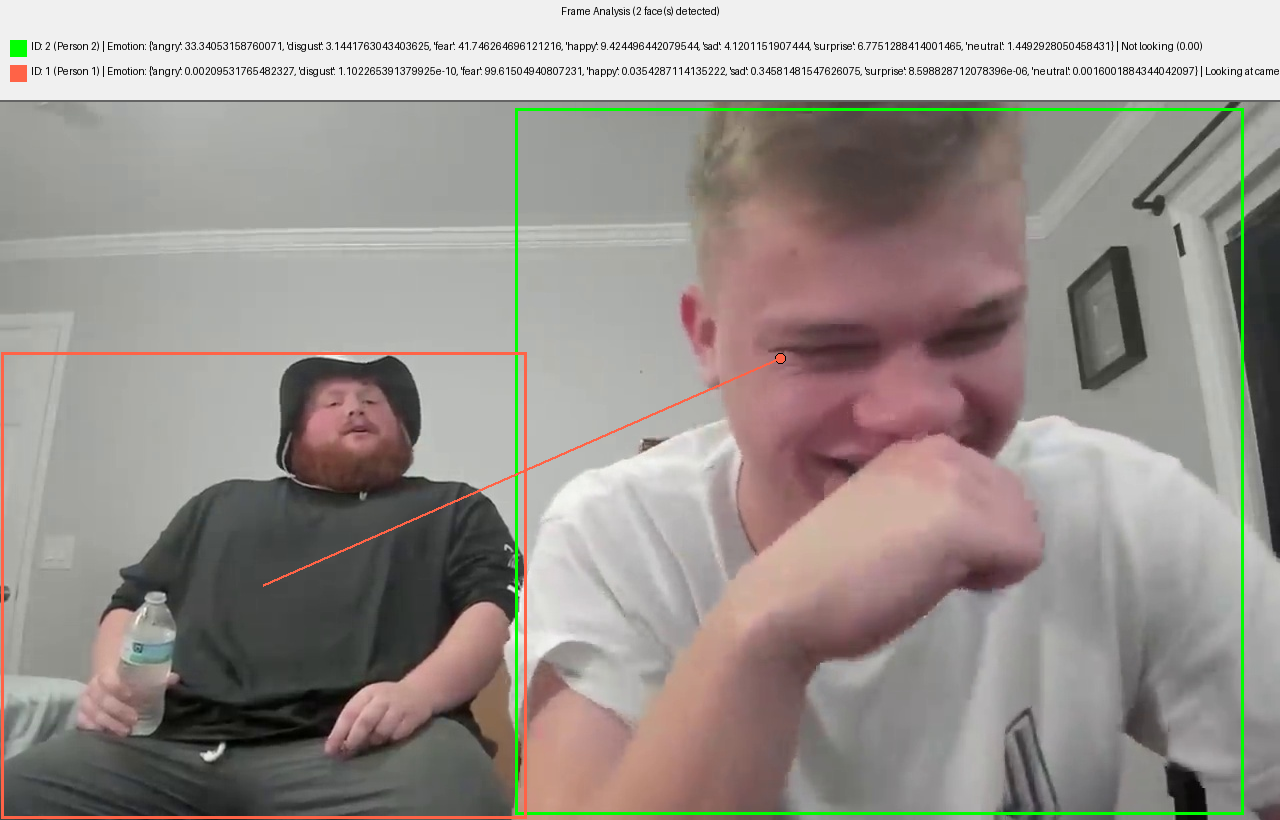 Frame Analysis (2 face(s) detected)
ID: 2 (Person 2) | Emotion: {'angry': 33.34053158760071, 'disgust': 3.1441763043403625, 'fear': 41.746264696121216, 'happy': 9.424496442079544, 'sad': 4.1201151907444, 'surprise': 6.7751288414001465, 'neutral': 1.4492928050458431} | Not looking (0.00)
ID: 1 (Person 1) | Emotion: {'angry': 0.00209531765482327, 'disgust': 1.102265391379925e-10, 'fear': 99.61504940807231, 'happy': 0.0354287114135222, 'sad': 0.34581481547626075, 'surprise': 8.598828712078396e-06, 'neutral': 0.0016001884344042097} | Looking at came